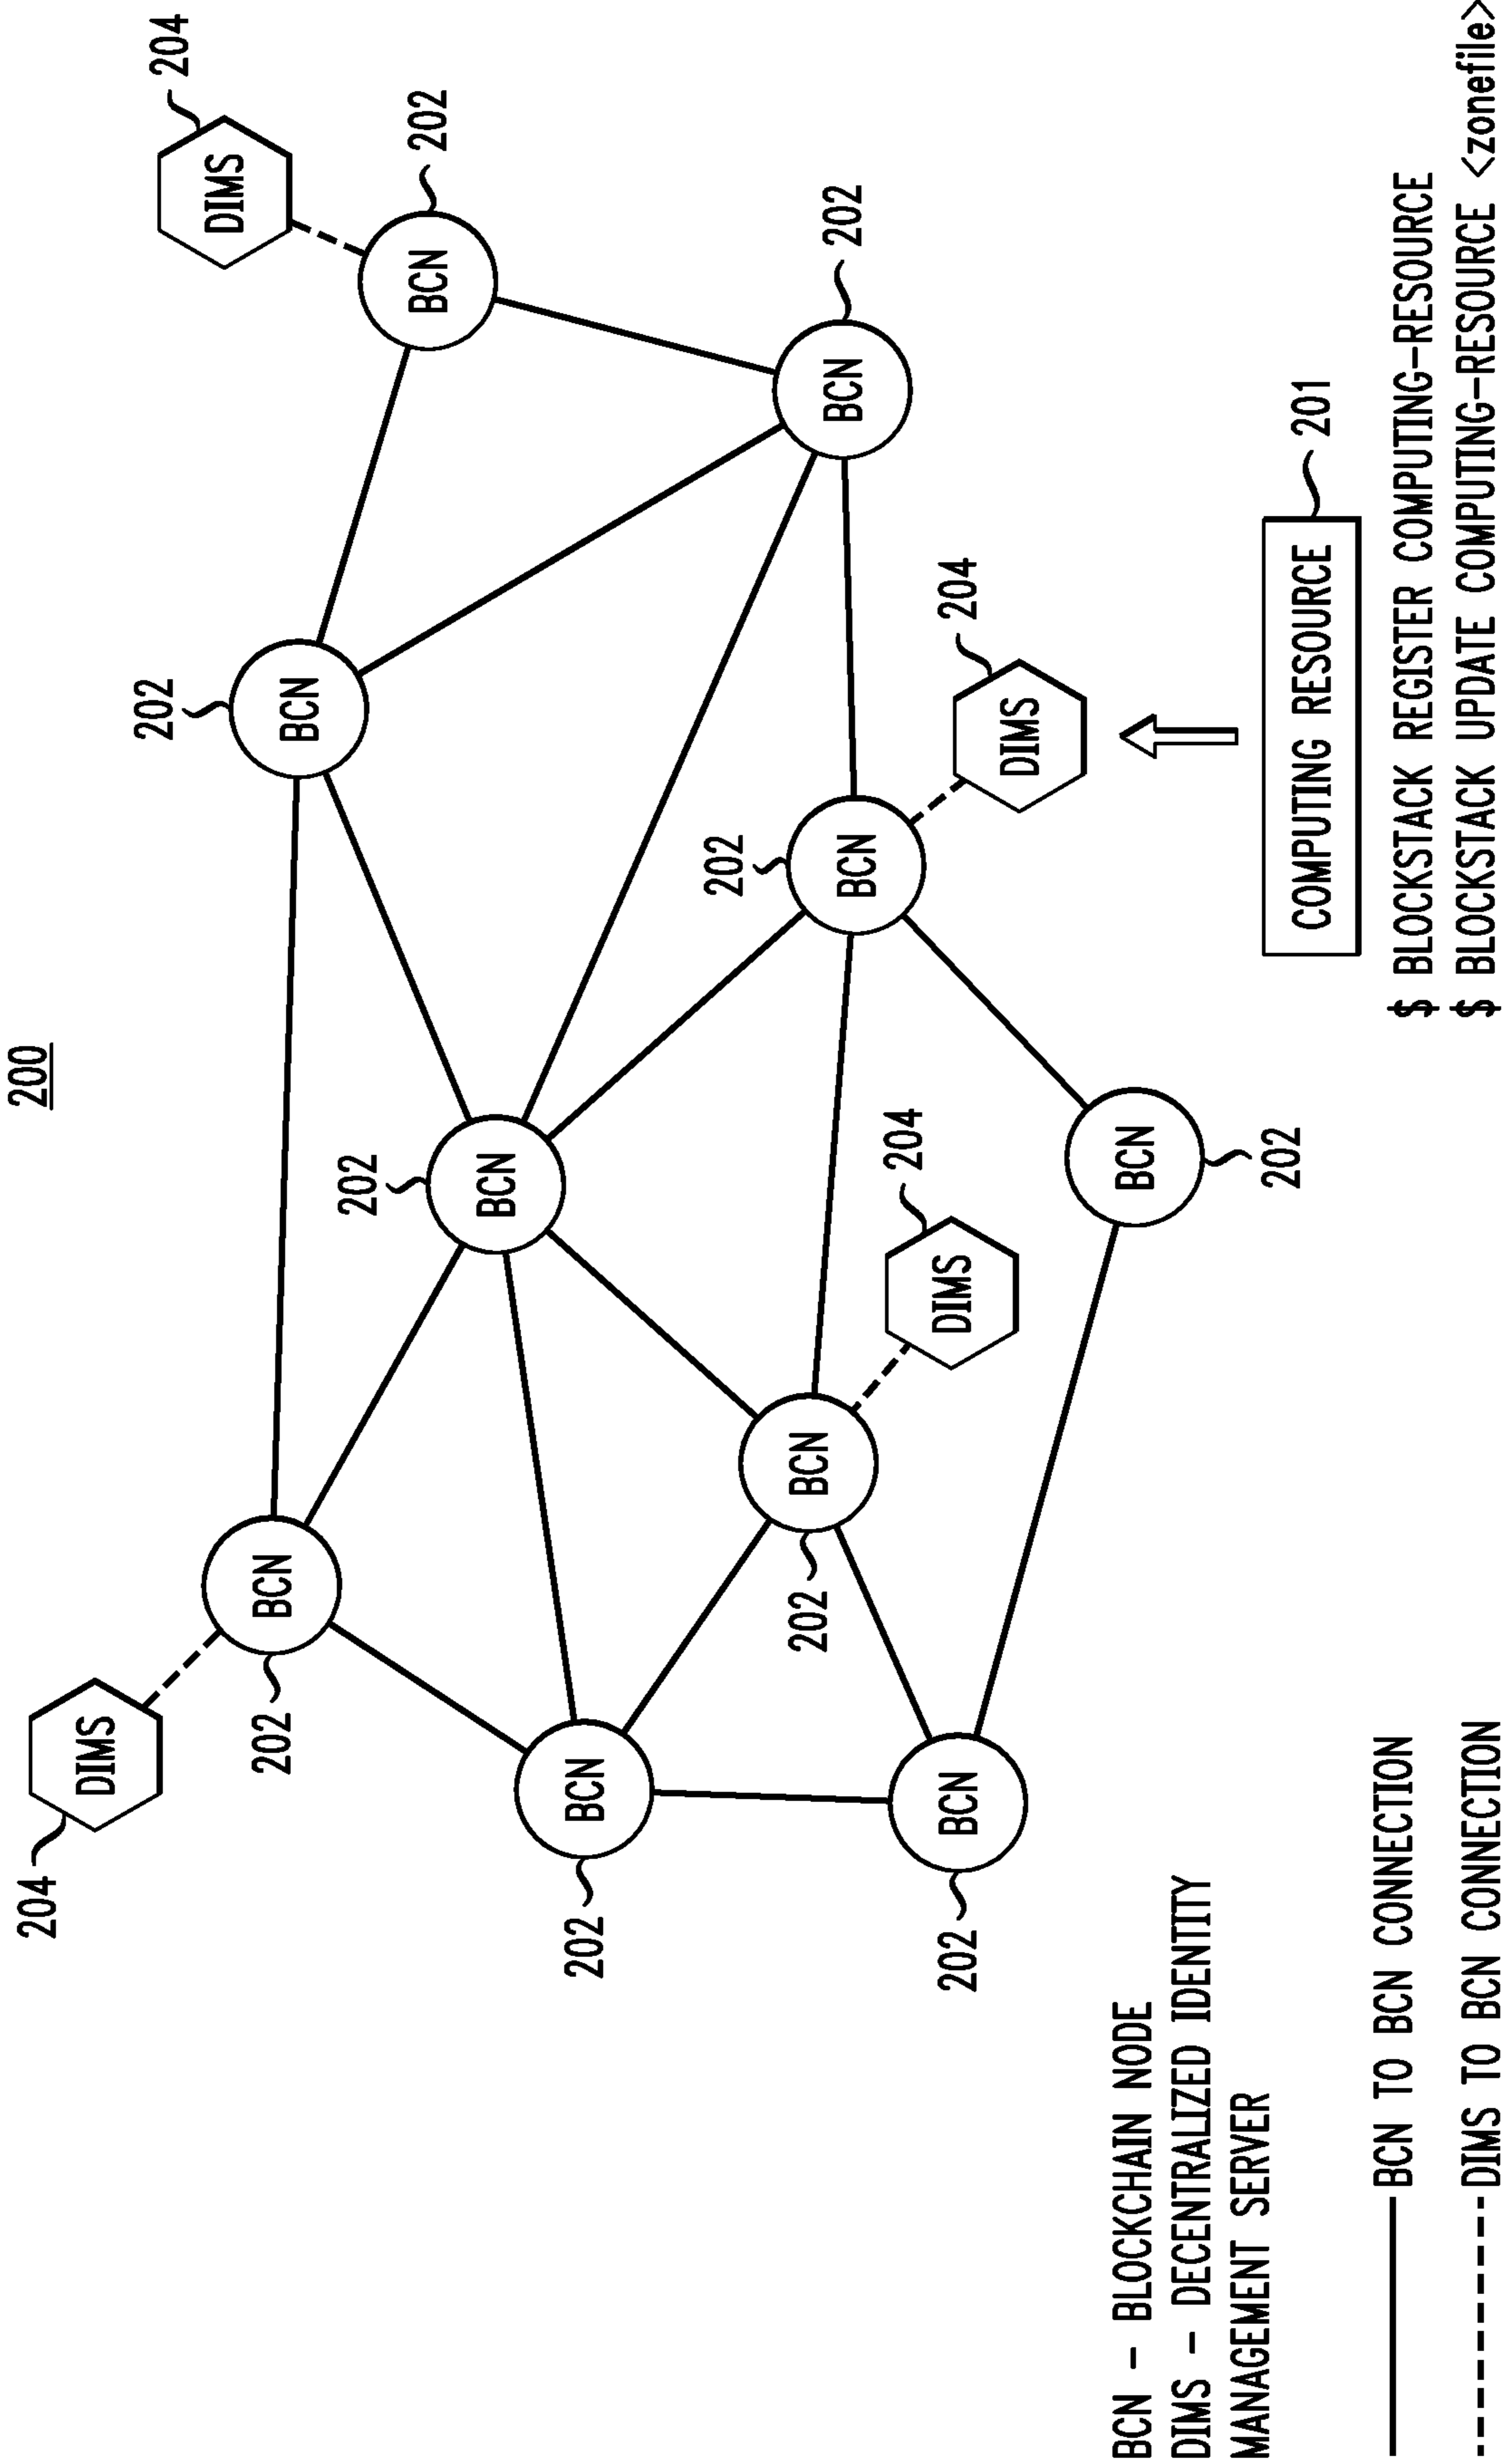 200
204
DIMS
202
BCN
202
BCN
204
DIMS
202
BCN
202
BCN
202
BCN
202
BCN
204
DIMS
202
BCN
202
BCN
204
DIMS
202
BCN
202
BCN
COMPUTING RESOURCE
201
$ BLOCKSTACK REGISTER COMPUTING-RESOURCE
$ BLOCKSTACK UPDATE COMPUTING-RESOURCE <zonefile>
BCN - BLOCKCHAIN NODE
DIMS - DECENTRALIZED IDENTITY
MANAGEMENT SERVER
BCN TO BCN CONNECTION
DIMS TO BCN CONNECTION